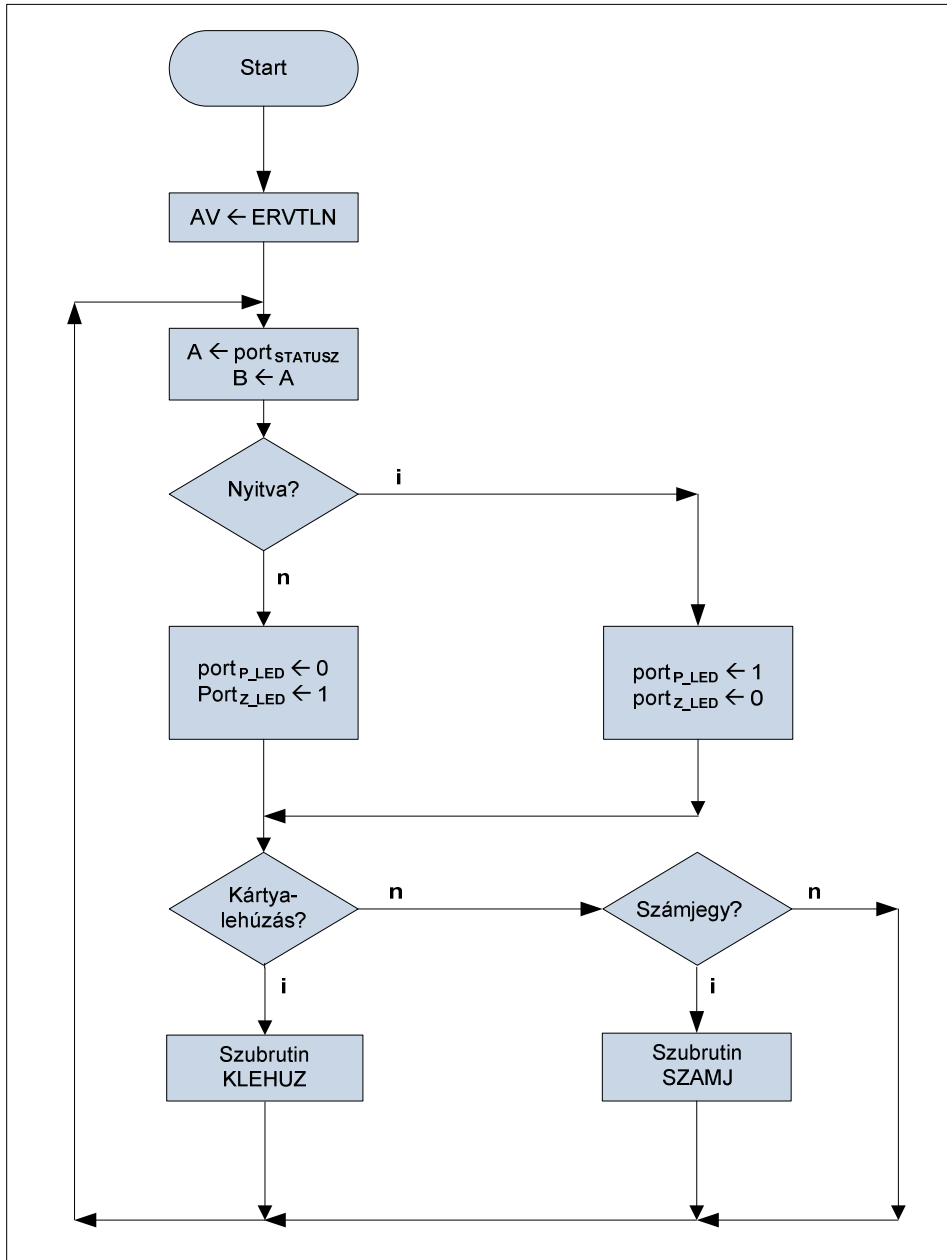 Start
AV ← ERVTLN
A ← port STATUSZ
B ← A
Nyitva?
i
n
port P_LED ← 0
Port Z_LED ← 1
port P_LED ← 1
port Z_LED ← 0
Kártya-
lehúzás?
n
Számjegy?
n
i
i
Szubrutin
KLEHUZ
Szubrutin
SZAMJ